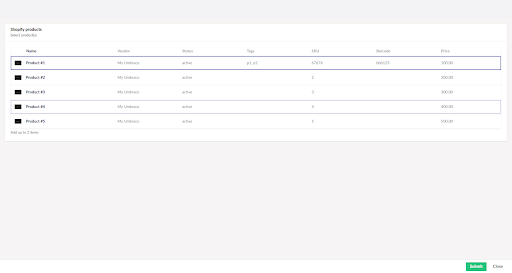 Shopify products
Select product(s)
Name Vendor Status Tags SKU Barcode Price
Product #1 My Umbraco active p1, p2 67678 100.00
Product #2 My Umbraco active 2 200.00
Product #3 My Umbraco active 3 300.00
Product #4 My Umbraco active 4 400.00
Product #5 My Umbraco active 5 500.00
Add up to 2 items
Submit Close